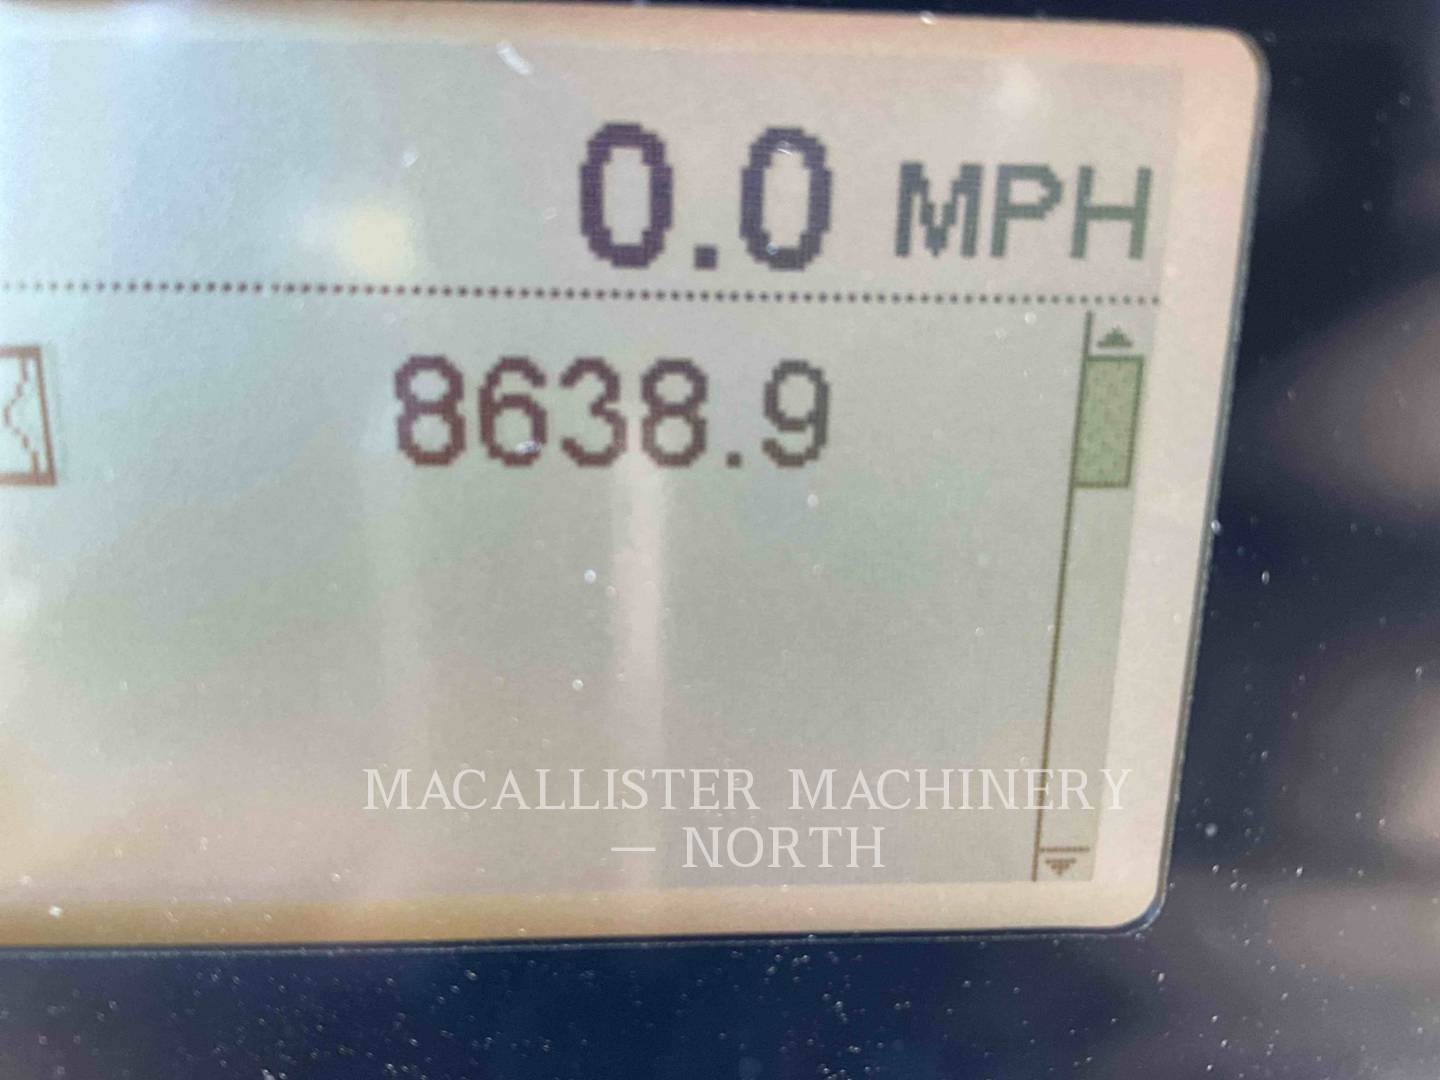 0.0 MPH
8638.9
MACALLISTER MACHINERY
— NORTH